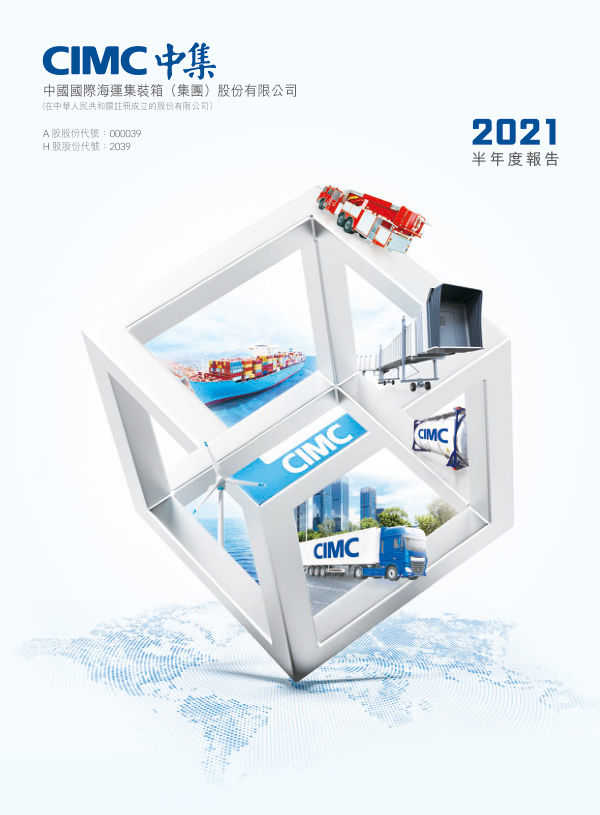 CIMC 中集
中國國際海運集裝箱（集團）股份有限公司
(在中華人民共和國註冊成立的股份有限公司)
A 股股份代號：000039
H 股股份代號：2039
2021
半年度報告
CIMC
CIMC
CIMC